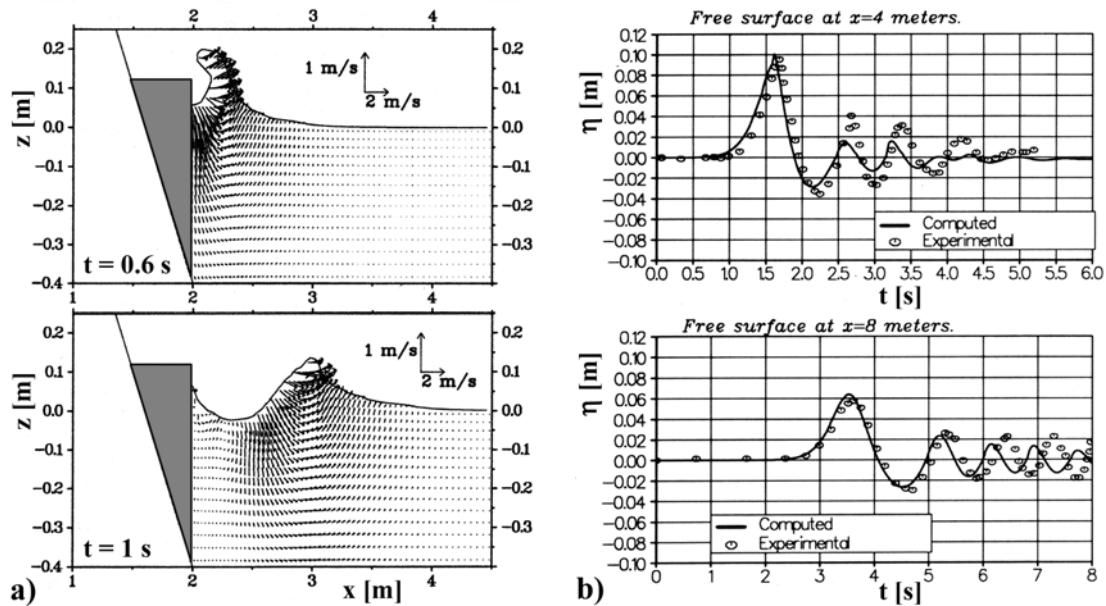 2 3 4
0.2 0.2
0.1 0.1
z [m] 0.0 0.0
−0.1 −0.1
−0.2 −0.2
−0.3 −0.3
−0.4
1 m/s
2 m/s
t = 0.6 s
2 3 4
0.2 0.2
0.1 0.1
z [m] 0.0 0.0
−0.1 −0.1
−0.2 −0.2
−0.3 −0.3
−0.4
1 m/s
2 m/s
t = 1 s
1 2 3 4
a) x [m]
Free surface at x=4 meters.
0.12
0.10
0.08
0.06
0.04
0.02
η [m]
0.00
−0.02
−0.04
−0.06
−0.08
−0.10
Computed
Experimental
0.0 0.5 1.0 1.5 2.0 2.5 3.0 3.5 4.0 4.5 5.0 5.5 6.0
t [s]
Free surface at x=8 meters.
0.12
0.10
0.08
0.06
0.04
0.02
η [m]
0.00
−0.02
−0.04
−0.06
−0.08
−0.10
Computed
Experimental
0 1 2 3 4 5 6 7 8
b) t [s]